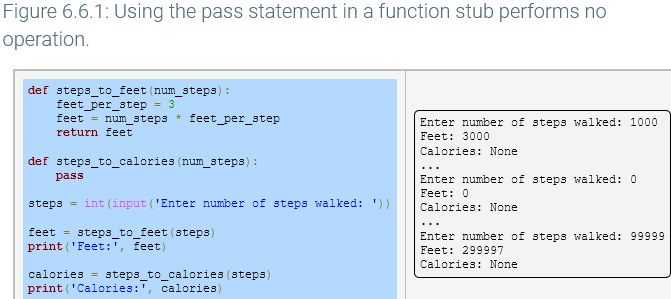 Figure 6.6.1: Using the pass statement in a function stub performs no
operation.
def steps_to_feet(num_steps):
    feet_per_step = 3
    feet = num_steps * feet_per_step
    return feet

def steps_to_calories(num_steps):
    pass

steps = int(input('Enter number of steps walked: '))

feet = steps_to_feet(steps)
print('Feet:', feet)

calories = steps_to_calories(steps)
print('Calories:', calories)
Enter number of steps walked: 1000
Feet: 3000
Calories: None
...
Enter number of steps walked: 0
Feet: 0
Calories: None
...
Enter number of steps walked: 99999
Feet: 299997
Calories: None